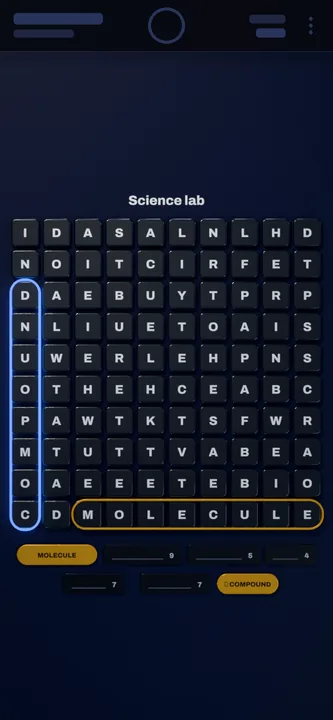 Science lab
I D A S A L N L H D
N O I T C I R F E T
D A E B U Y T P R P
N L I U E T O A I S
U W E R L E H P N S
O T H E H C E A B C
P A W T K T S F W R
M T U T T V A B E A
O A E E E T E B I O
C D M O L E C U L E
MOLECULE 9 5 4
7 7 COMPOUND